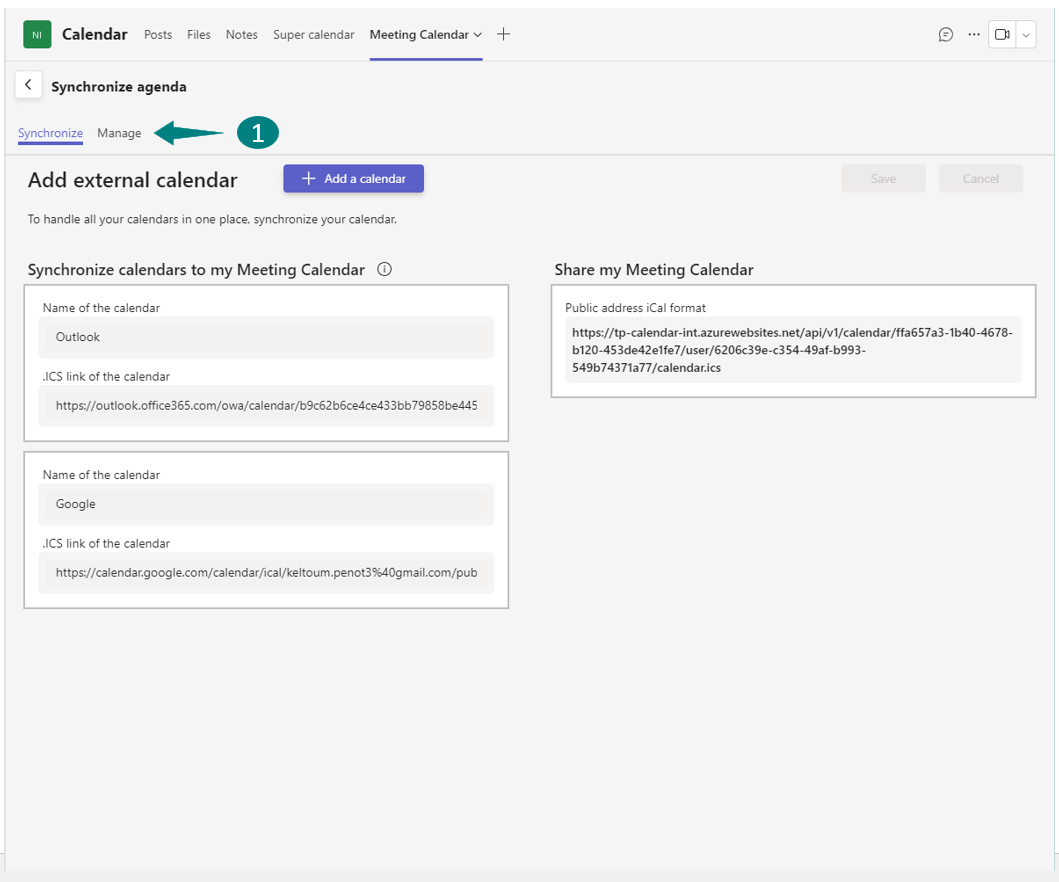 NI Calendar Posts Files Notes Super calendar Meeting Calendar
Synchronize agenda
Synchronize Manage 1
Add external calendar + Add a calendar Save Cancel
To handle all your calendars in one place, synchronize your calendar.
Synchronize calendars to my Meeting Calendar
Name of the calendar
Outlook
.ICS link of the calendar
https://outlook.office365.com/owa/calendar/b9c62b6ce4ce433bb79858be445
Name of the calendar
Google
.ICS link of the calendar
https://calendar.google.com/calendar/ical/keltoum.penot3%40gmail.com/pub
Share my Meeting Calendar
Public address iCal format
https://tp-calendar-int.azurewebsites.net/api/v1/calendar/ffa657a3-1b40-4678-
b120-453de42e1fe7/user/6206c39e-c354-49af-b993-
549b74371a77/calendar.ics